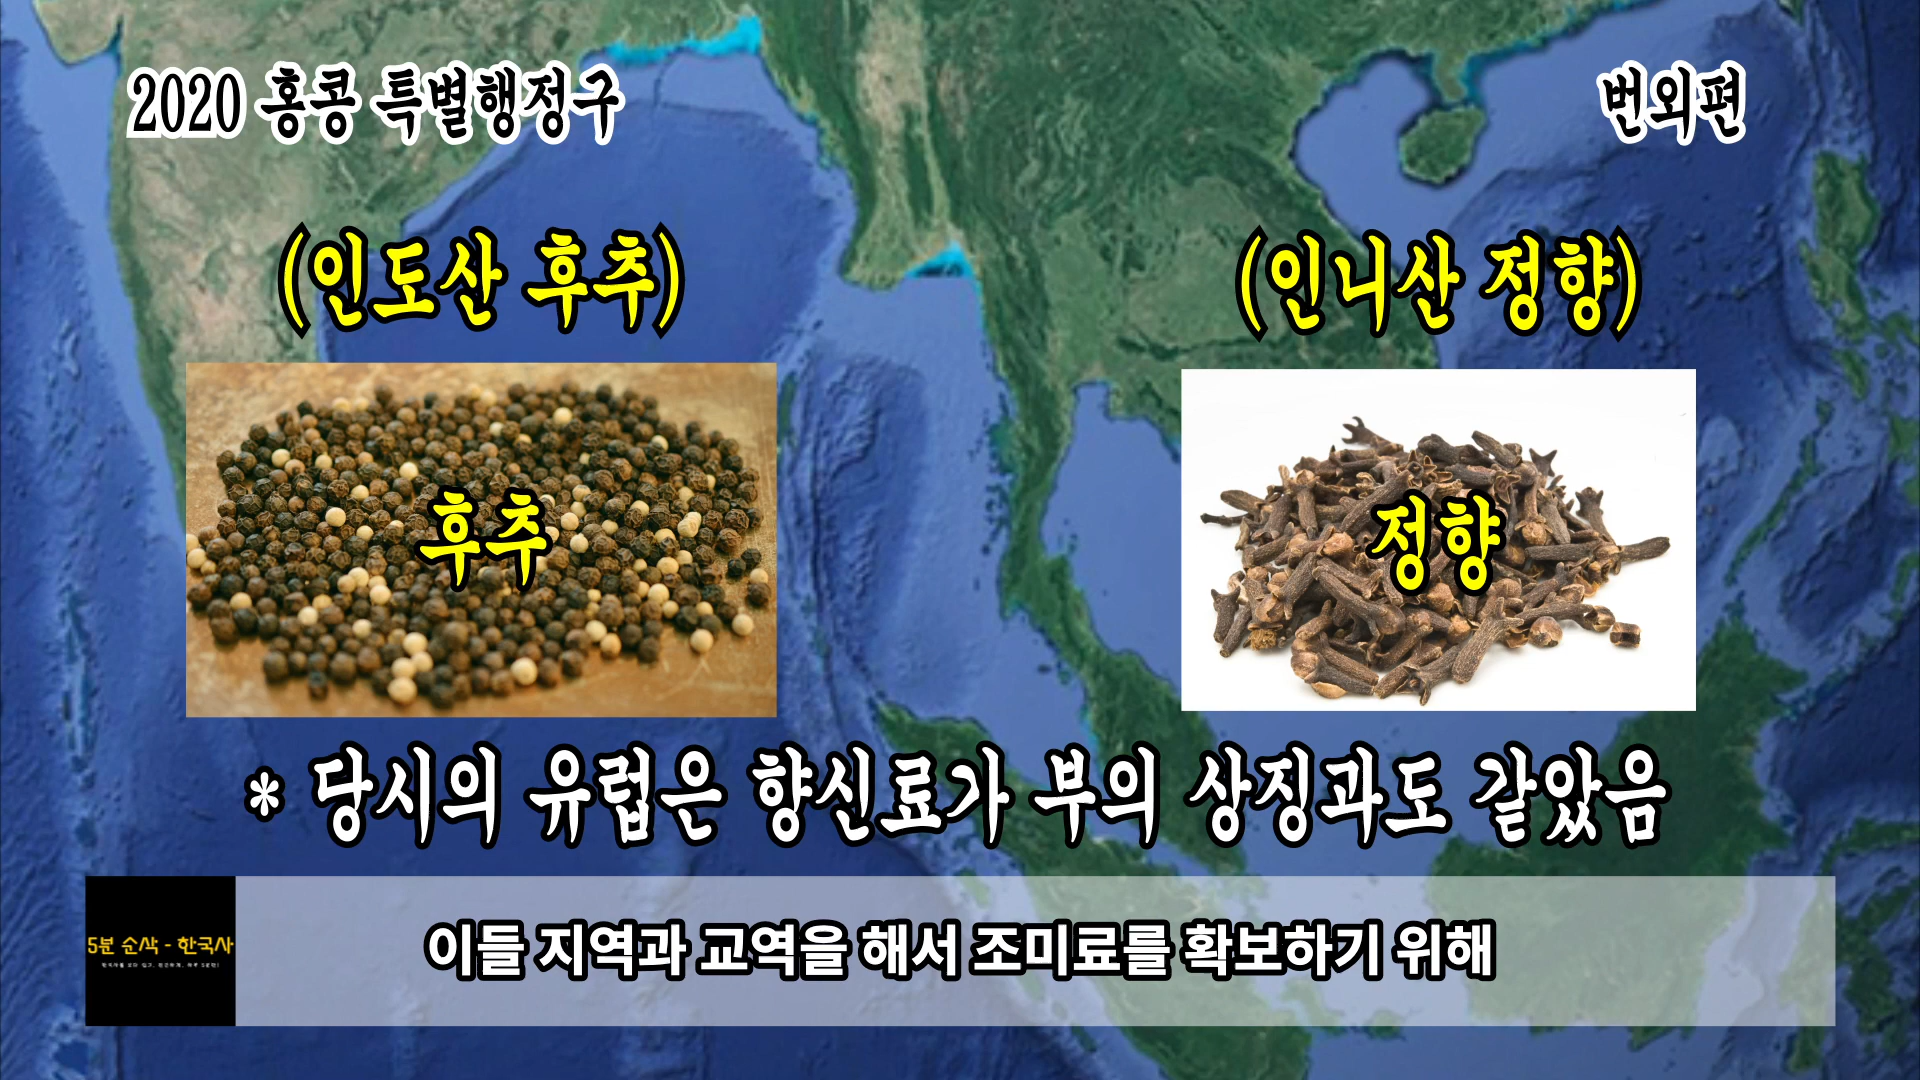 2020 홍콩 특별행정구
번외편
(인도산 후추)
(인니산 정향)
후추
정향
* 당시의 유럽은 향신료가 부의 상징과도 같았음
5분 순삭 - 한국사
이들 지역과 교역을 해서 조미료를 확보하기 위해